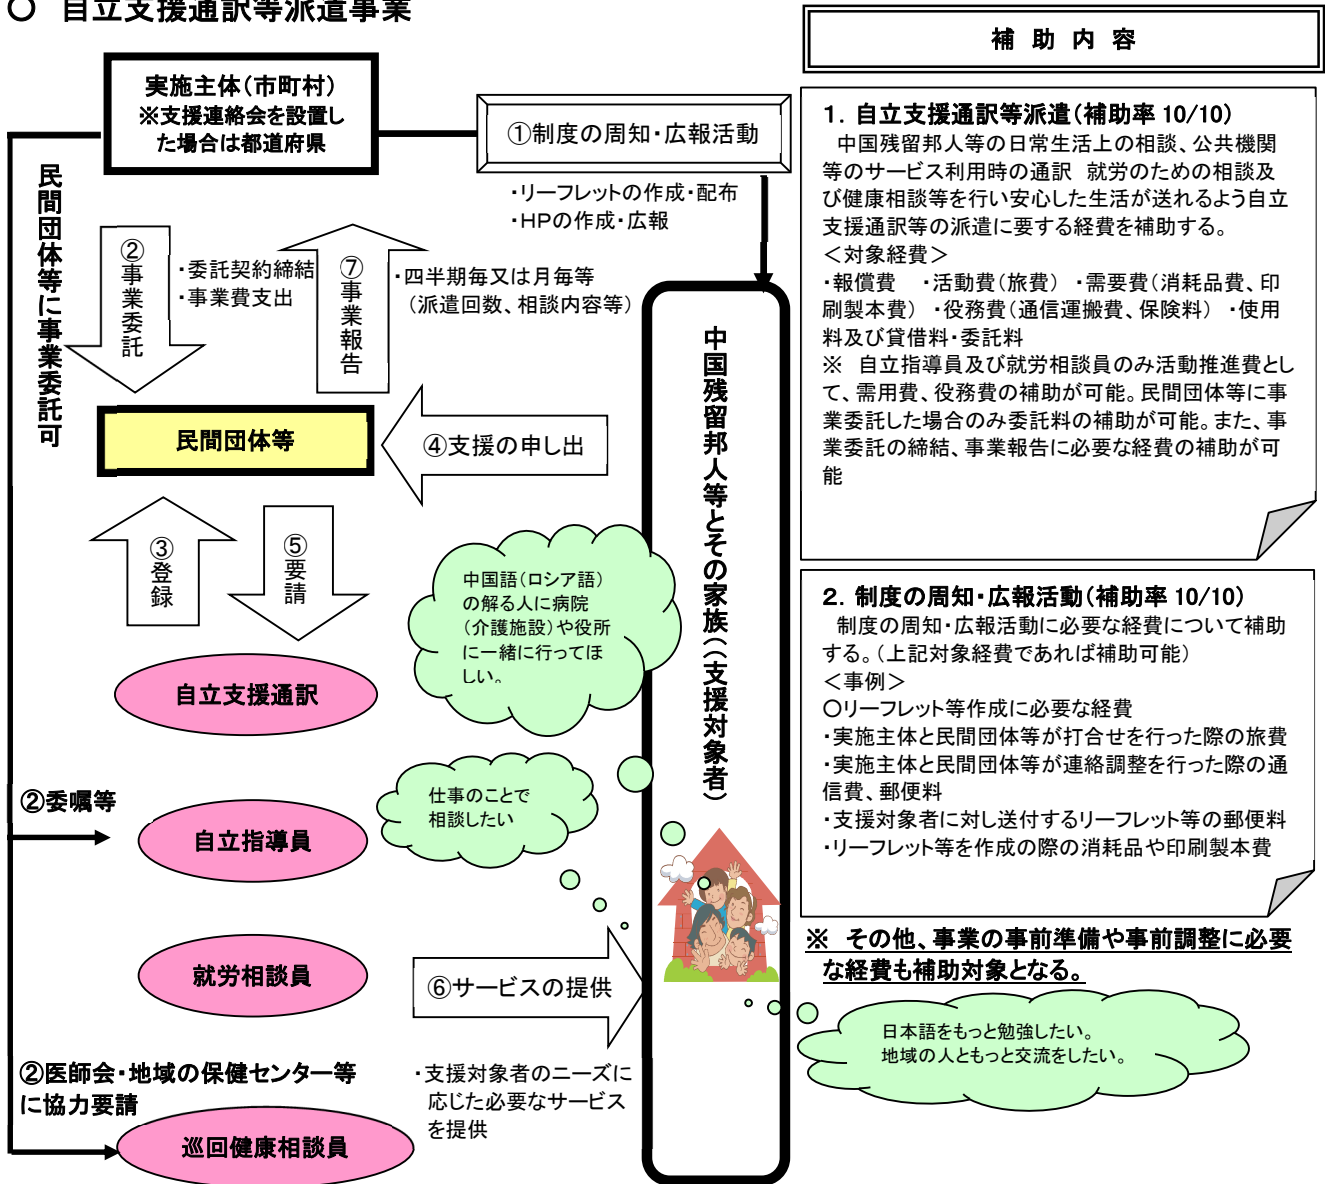 ○ 自立支援通訳等派遣事業
実施主体（市町村）
※支援連絡会を設置し
た場合は都道府県
①制度の周知・広報活動
・リーフレットの作成・配布
・HPの作成・広報
民間団体等に事業委託可
②事業委託
・委託契約締結
・事業費支出
⑦事業報告
・四半期毎又は月毎等
（派遣回数、相談内容等）
民間団体等
④支援の申し出
③登録
⑤要請
中国残留邦人等とその家族（（支援対象者）
中国語（ロシア語）
の解る人に病院
（介護施設）や役所
に一緒に行ってほ
しい。
自立支援通訳
②委嘱等
仕事のことで
相談したい
自立指導員
就労相談員
⑥サービスの提供
②医師会・地域の保健センター等
に協力要請
・支援対象者のニーズに
応じた必要なサービス
を提供
巡回健康相談員
補 助 内 容
1．自立支援通訳等派遣（補助率 10/10）
中国残留邦人等の日常生活上の相談、公共機関
等のサービス利用時の通訳 就労のための相談及
び健康相談等を行い安心した生活が送れるよう自立
支援通訳等の派遣に要する経費を補助する。
＜対象経費＞
・報償費 ・活動費（旅費） ・需要費（消耗品費、印
刷製本費） ・役務費（通信運搬費、保険料） ・使用
料及び貸借料・委託料
※ 自立指導員及び就労相談員のみ活動推進費とし
て、需用費、役務費の補助が可能。民間団体等に事
業委託した場合のみ委託料の補助が可能。また、事
業委託の締結、事業報告に必要な経費の補助が可
能
2．制度の周知・広報活動（補助率 10/10）
制度の周知・広報活動に必要な経費について補助
する。（上記対象経費であれば補助可能）
＜事例＞
○リーフレット等作成に必要な経費
・実施主体と民間団体等が打合せを行った際の旅費
・実施主体と民間団体等が連絡調整を行った際の通
信費、郵便料
・支援対象者に対し送付するリーフレット等の郵便料
・リーフレット等を作成の際の消耗品や印刷製本費
※ その他、事業の事前準備や事前調整に必要
な経費も補助対象となる。
日本語をもっと勉強したい。
地域の人ともっと交流をしたい。